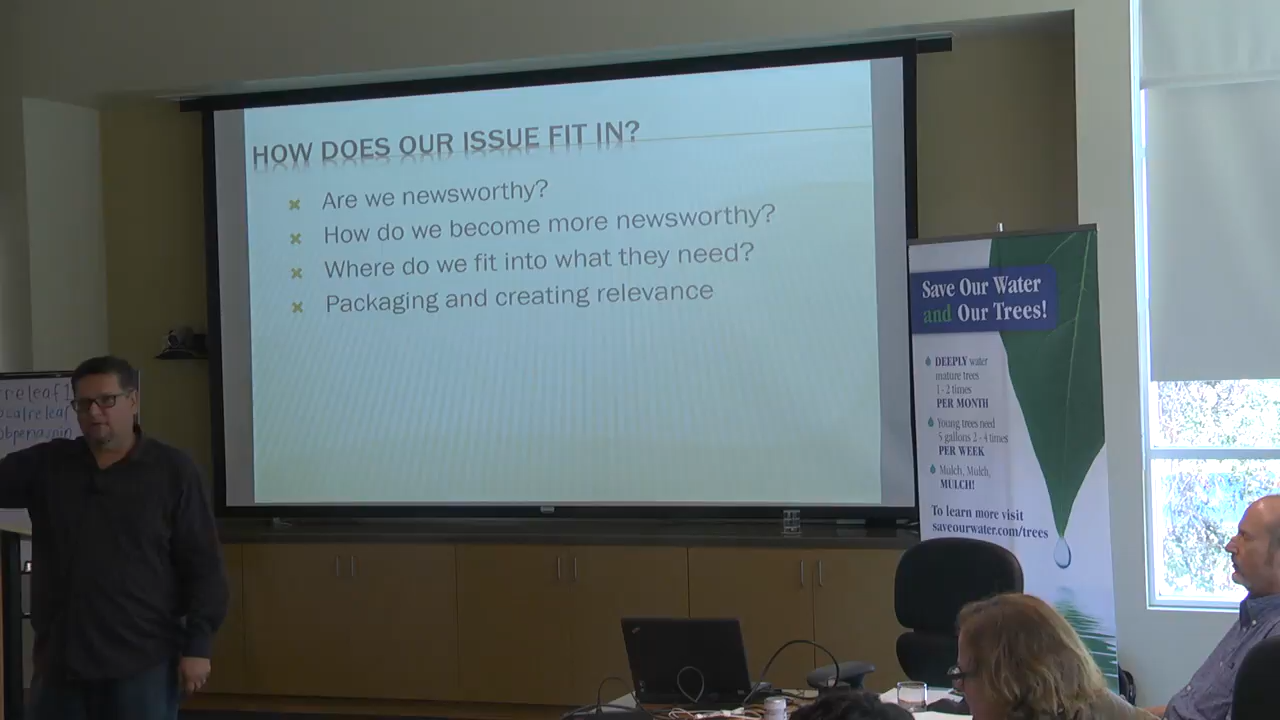 HOW DOES OUR ISSUE FIT IN?
Are we newsworthy?
How do we become more newsworthy?
Where do we fit into what they need?
Packaging and creating relevance
Save Our Water
and Our Trees!
DEEPLY water
mature trees
1 - 2 times
PER MONTH
Young trees need
5 gallons 2 - 4 times
PER WEEK
Mulch, Mulch,
MULCH!
To learn more visit
saveourwater.com/trees